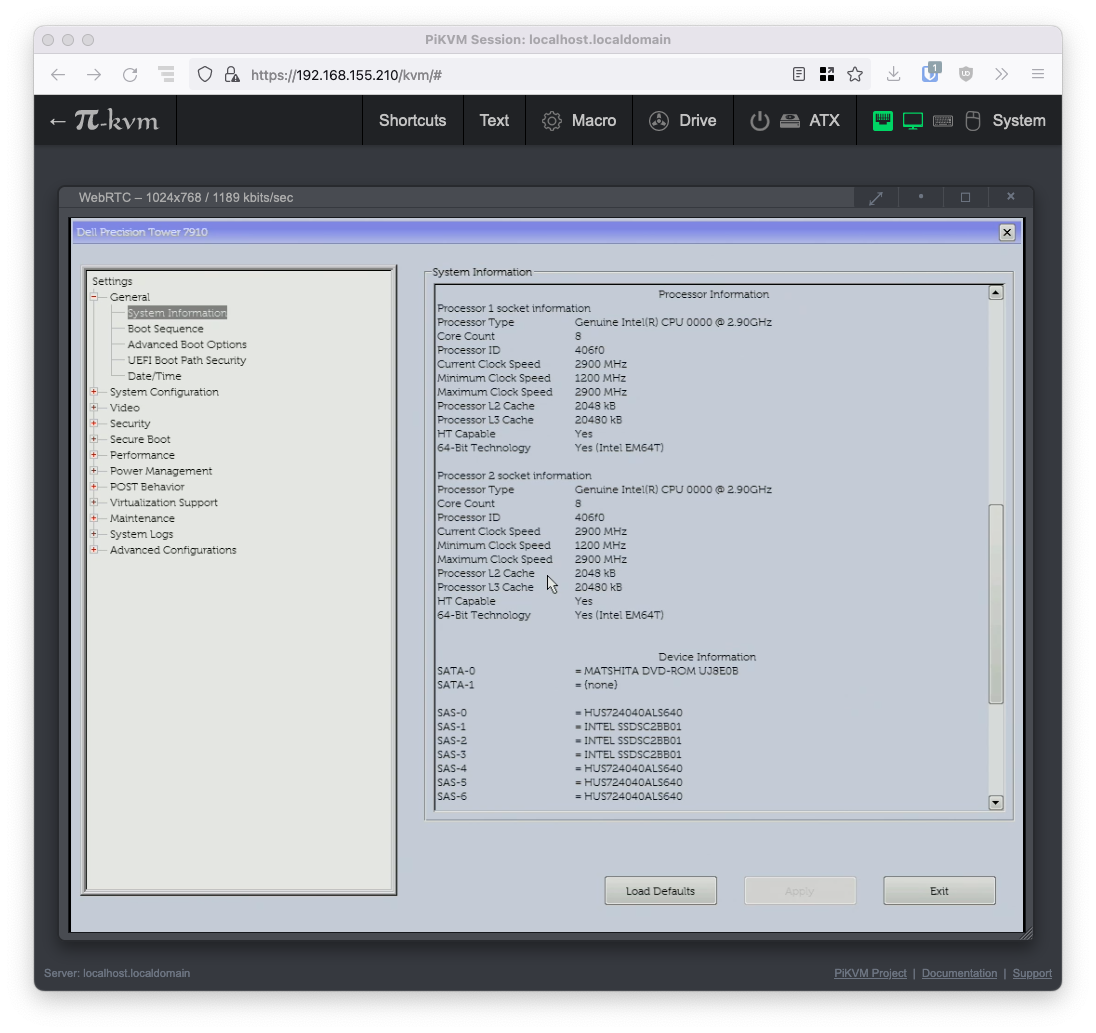 PiKVM Session: localhost.localdomain
https://192.168.155.210/kvm/#
1
← π-kvm
Shortcuts
Text
Macro
Drive
ATX
System
WebRTC – 1024x768 / 1189 kbits/sec
Dell Precision Tower 7910
Settings
General
System Information
Boot Sequence
Advanced Boot Options
UEFI Boot Path Security
Date/Time
System Configuration
Video
Security
Secure Boot
Performance
Power Management
POST Behavior
Virtualization Support
Maintenance
System Logs
Advanced Configurations
System Information
Processor Information
Processor 1 socket information
Processor Type Genuine Intel(R) CPU 0000 @ 2.90GHz
Core Count 8
Processor ID 406f0
Current Clock Speed 2900 MHz
Minimum Clock Speed 1200 MHz
Maximum Clock Speed 2900 MHz
Processor L2 Cache 2048 kB
Processor L3 Cache 20480 kB
HT Capable Yes
64-Bit Technology Yes (Intel EM64T)
Processor 2 socket information
Processor Type Genuine Intel(R) CPU 0000 @ 2.90GHz
Core Count 8
Processor ID 406f0
Current Clock Speed 2900 MHz
Minimum Clock Speed 1200 MHz
Maximum Clock Speed 2900 MHz
Processor L2 Cache 2048 kB
Processor L3 Cache 20480 kB
HT Capable Yes
64-Bit Technology Yes (Intel EM64T)
Device Information
SATA-0 = MATSHITA DVD-ROM UJ8E0B
SATA-1 = {none}
SAS-0 = HUS724040ALS640
SAS-1 = INTEL SSDSC2BB01
SAS-2 = INTEL SSDSC2BB01
SAS-3 = INTEL SSDSC2BB01
SAS-4 = HUS724040ALS640
SAS-5 = HUS724040ALS640
SAS-6 = HUS724040ALS640
Load Defaults
Apply
Exit
Server: localhost.localdomain
PiKVM Project | Documentation | Support